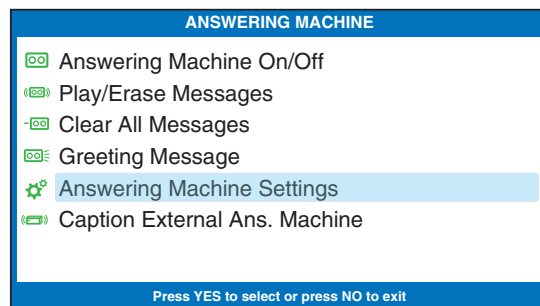 ANSWERING MACHINE
Answering Machine On/Off
Play/Erase Messages
Clear All Messages
Greeting Message
Answering Machine Settings
Caption External Ans. Machine
Press YES to select or press NO to exit